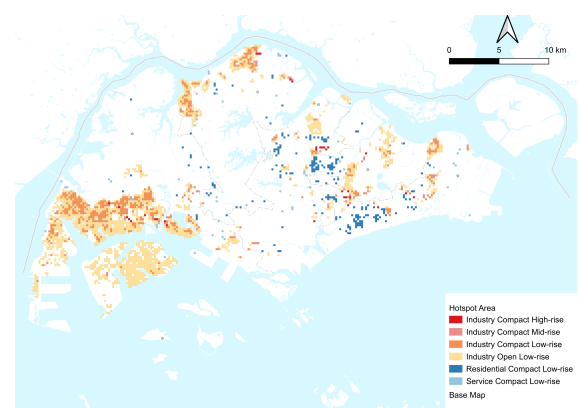 0 5 10 km
Hotspot Area
Industry Compact High-rise
Industry Compact Mid-rise
Industry Compact Low-rise
Industry Open Low-rise
Residential Compact Low-rise
Service Compact Low-rise
Base Map